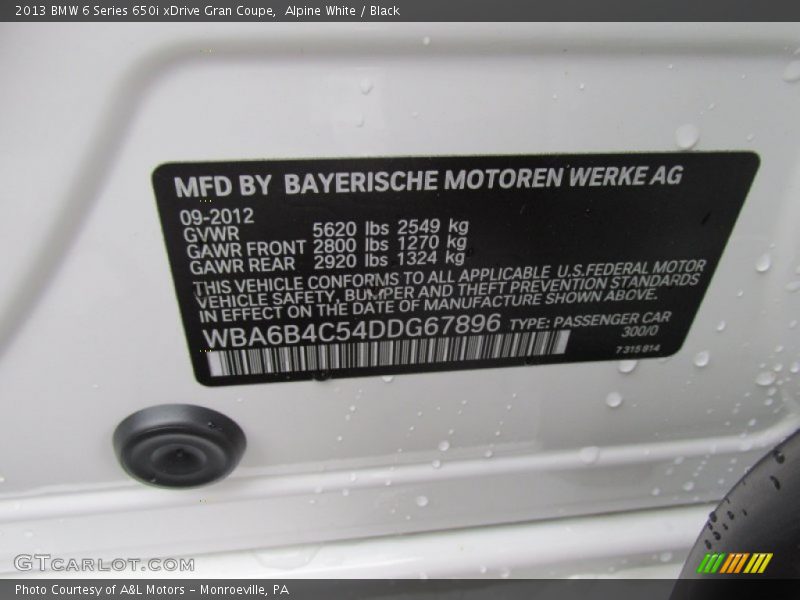 2013 BMW 6 Series 650i xDrive Gran Coupe,  Alpine White / Black
MFD BY BAYERISCHE MOTOREN WERKE AG
09-2012
GVWR 5620 lbs 2549 kg
GAWR FRONT 2800 lbs 1270 kg
GAWR REAR 2920 lbs 1324 kg
THIS VEHICLE CONFORMS TO ALL APPLICABLE U.S.FEDERAL MOTOR
VEHICLE SAFETY, BUMPER AND THEFT PREVENTION STANDARDS
IN EFFECT ON THE DATE OF MANUFACTURE SHOWN ABOVE.
WBA6B4C54DDG67896 TYPE: PASSENGER CAR
300/0
7 315 814
GTCARLOT.COM
Photo Courtesy of A&L Motors – Monroeville, PA